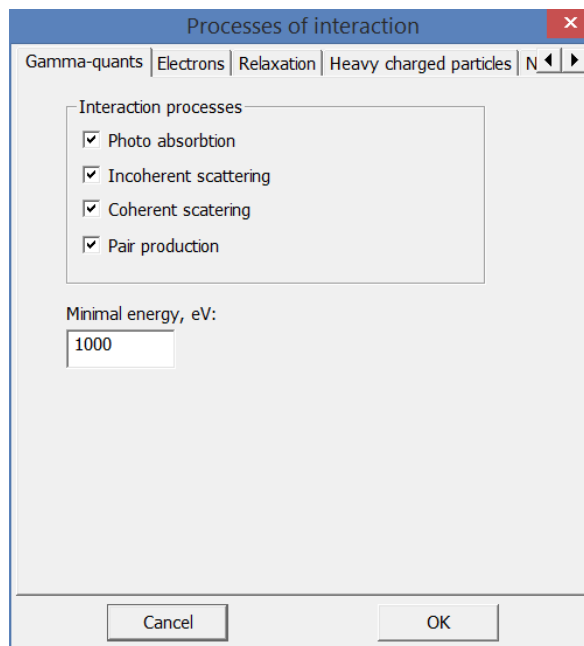 Processes of interaction
Gamma-quants Electrons Relaxation Heavy charged particles N
Interaction processes
Photo absorbtion
Incoherent scattering
Coherent scatering
Pair production
Minimal energy, eV:
1000
Cancel OK